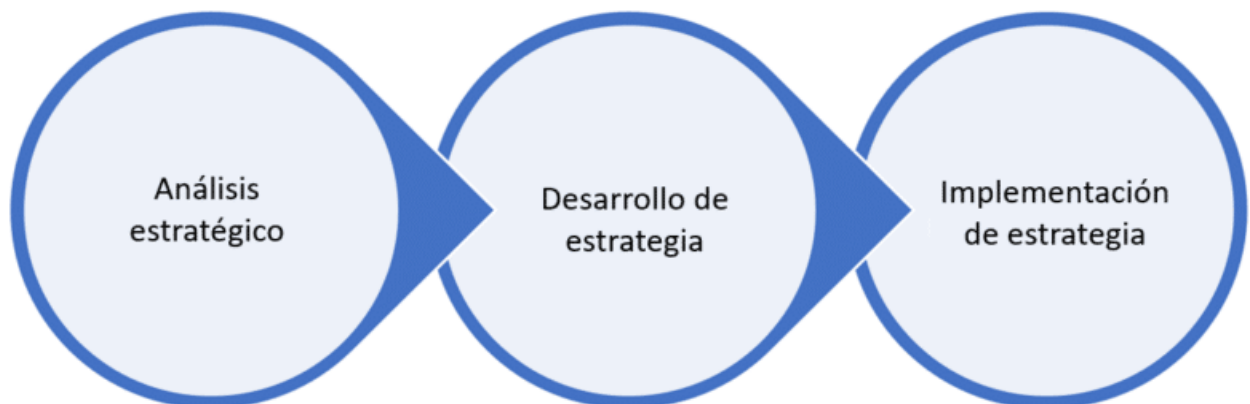 Análisis
estratégico
Desarrollo de
estrategia
Implementación
de estrategia